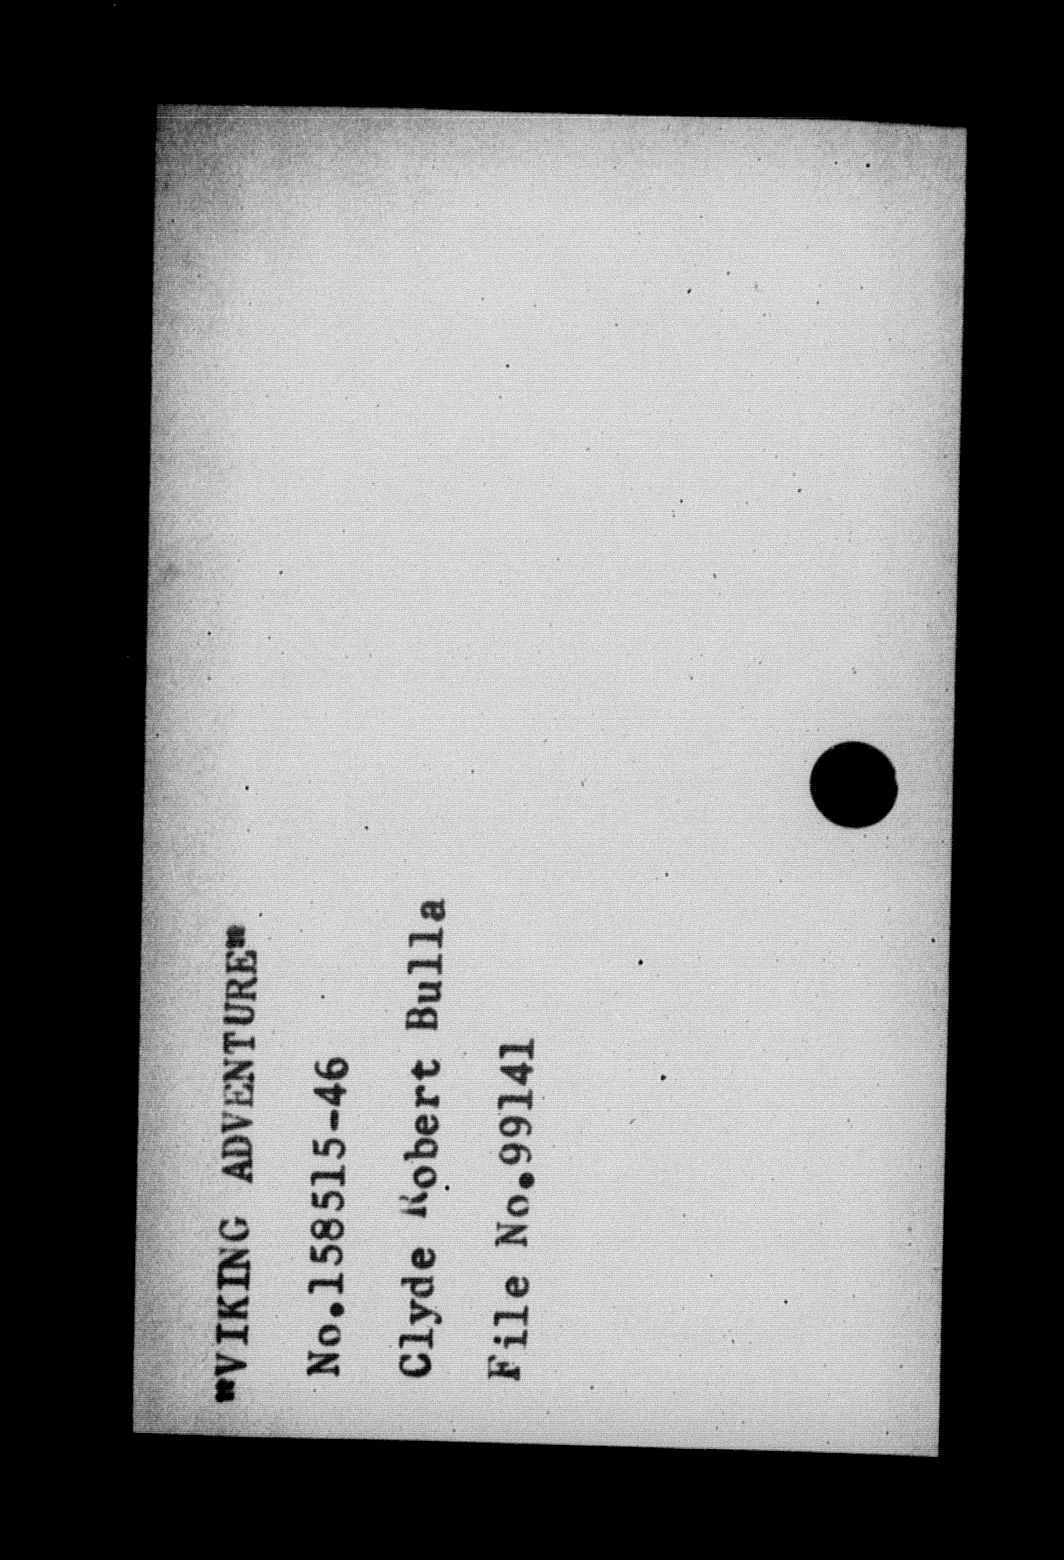 "VIKING ADVENTURE"
No.158515-46
Clyde Robert Bulla
File No.99141